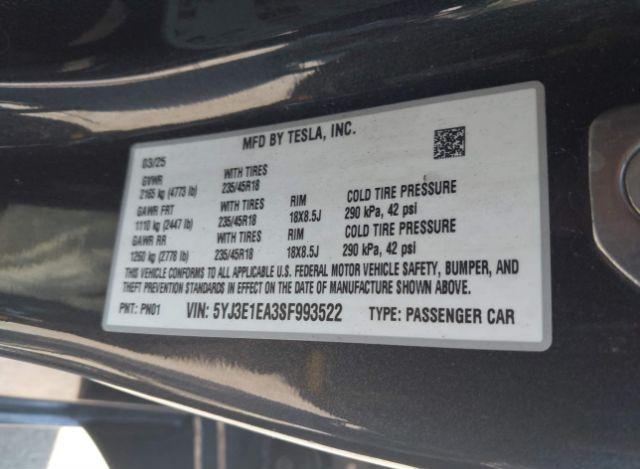 MFD BY TESLA, INC.
03/25
GVWR WITH TIRES
2165 kg (4773 lb) 235/45R18
GAWR FRT WITH TIRES RIM COLD TIRE PRESSURE
1110 kg (2447 lb) 235/45R18 18X8.5J 290 kPa, 42 psi
GAWR RR WITH TIRES RIM COLD TIRE PRESSURE
1260 kg (2778 lb) 235/45R18 18X8.5J 290 kPa, 42 psi
THIS VEHICLE CONFORMS TO ALL APPLICABLE U.S. FEDERAL MOTOR VEHICLE SAFETY, BUMPER, AND
THEFT PREVENTION STANDARDS IN EFFECT ON THE DATE OF MANUFACTURE SHOWN ABOVE.
PNT: PN01 VIN: 5YJ3E1EA3SF993522 TYPE: PASSENGER CAR